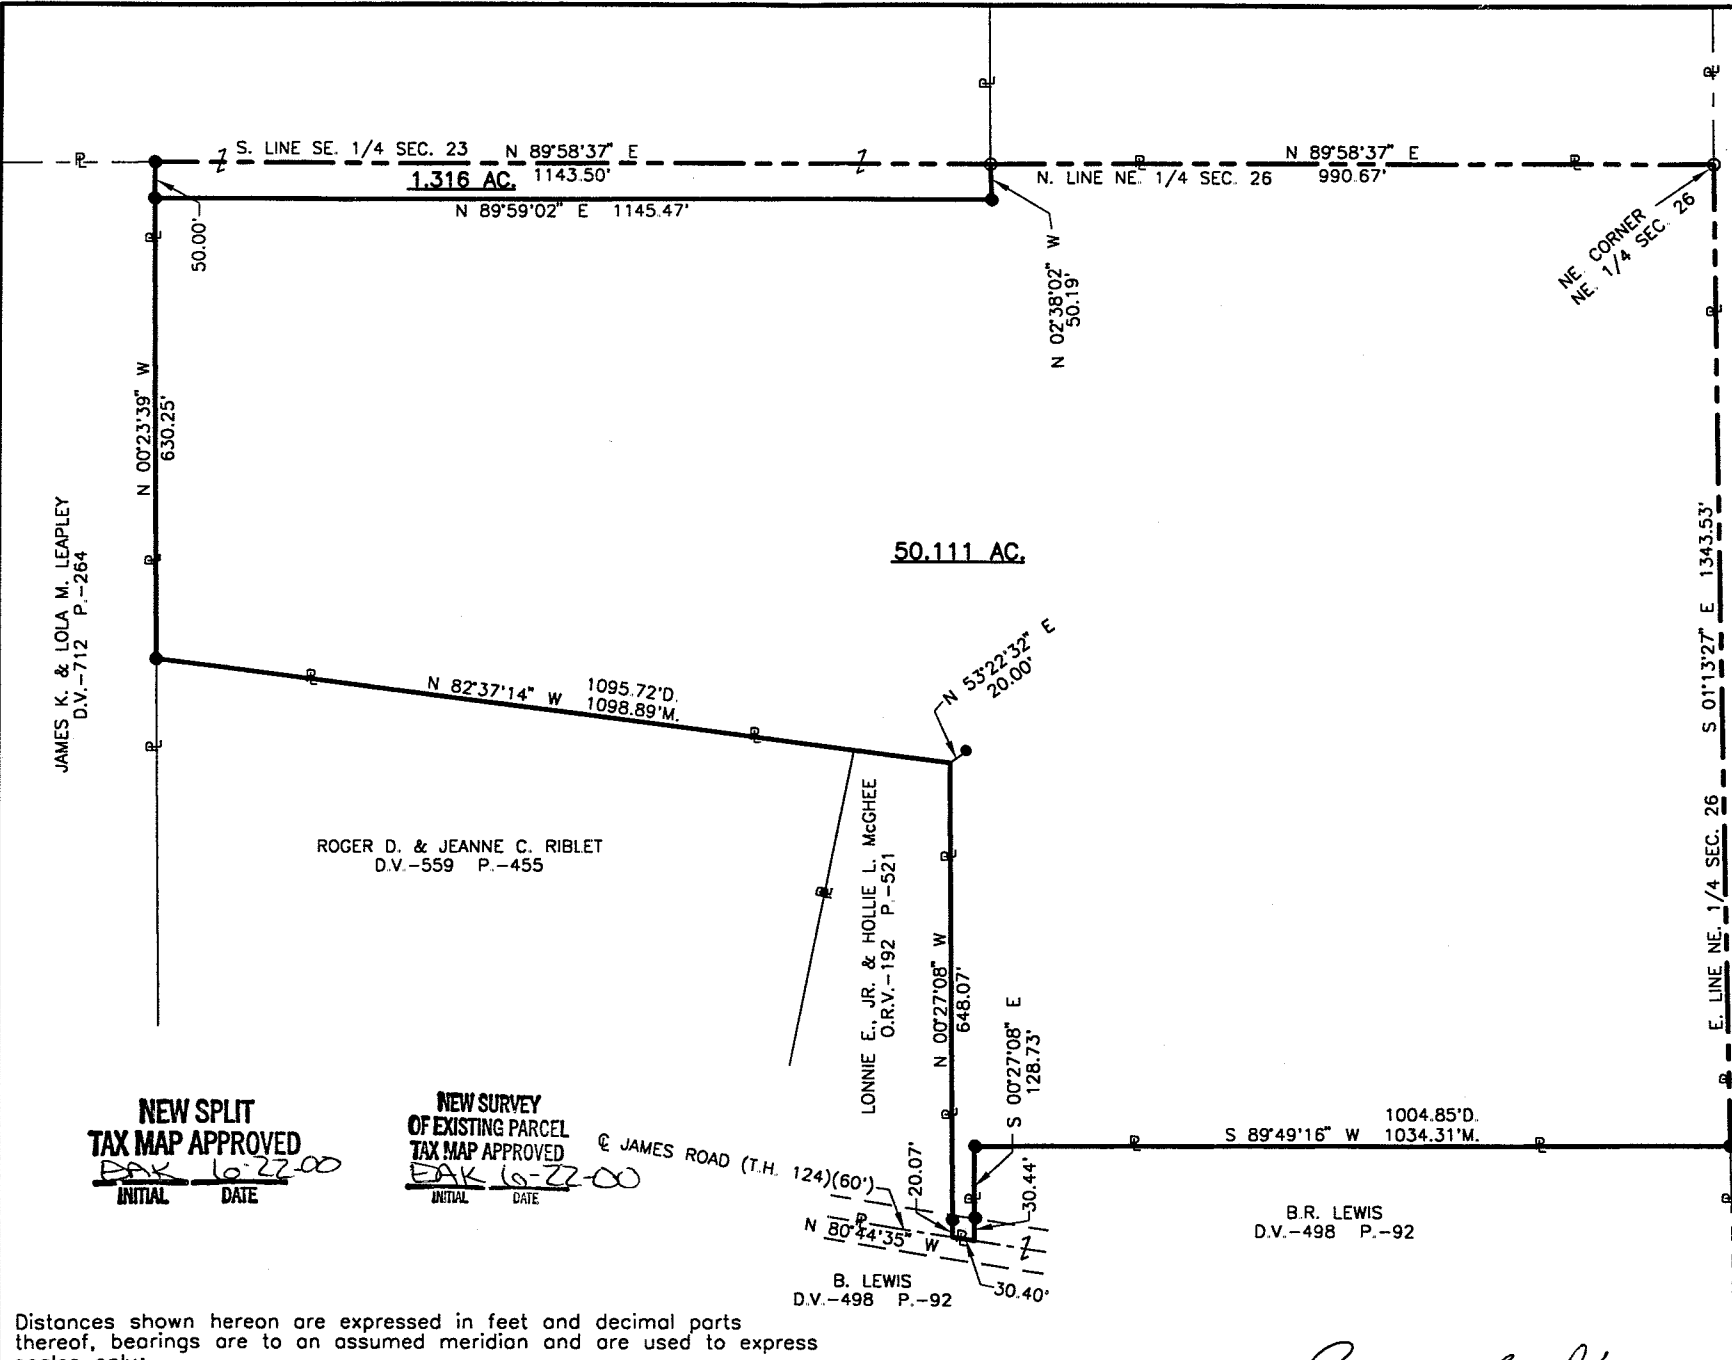 S. LINE SE. 1/4 SEC. 23 N 89°58'37" E
1143.50'
1.316 AC.
N 89°59'02" E 1145.47'
50.00'
N 89°58'37" E
N. LINE NE. 1/4 SEC. 26 990.67'
N 02°38'02" W
50.19'
NE. CORNER
NE. 1/4 SEC. 26
N 00°23'39" W
630.25'
JAMES K. & LOLA M. LEAPLEY
D.V.-712 P.-264
50.111 AC.
S 01°13'27" E 1343.53'
E. LINE NE. 1/4 SEC. 26
N 82°37'14" W
1095.72'D.
1098.89'M.
N 53°22'32" E
20.00'
ROGER D. & JEANNE C. RIBLET
D.V.-559 P.-455
LONNIE E., JR. & HOLLIE L. McGHEE
O.R.V.-192 P.-521
N 00°27'08" W
648.07'
S 00°27'08" E
128.73'
1004.85'D.
S 89°49'16" W 1034.31'M.
NEW SPLIT
TAX MAP APPROVED
EAK 6-22-00
INITIAL DATE
NEW SURVEY
OF EXISTING PARCEL
TAX MAP APPROVED
EAK 6-22-00
INITIAL DATE
℄ JAMES ROAD (T.H. 124)(60')
20.07'
30.44'
N 80°44'35" W
30.40'
B. LEWIS
D.V.-498 P.-92
B.R. LEWIS
D.V.-498 P.-92
Distances shown hereon are expressed in feet and decimal parts
thereof, bearings are to an assumed meridian and are used to express